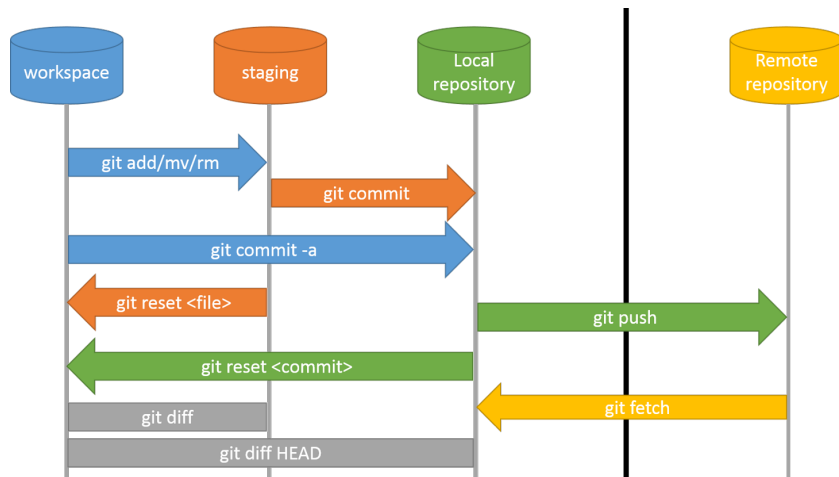 workspace
staging
Local
repository
Remote
repository
git add/mv/rm
git commit
git commit -a
git reset <file>
git push
git reset <commit>
git fetch
git diff
git diff HEAD